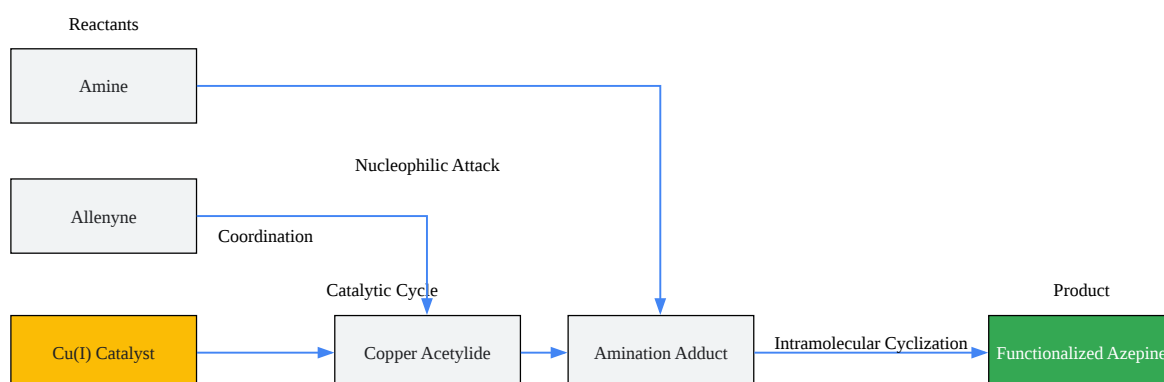 Reactants
Amine
Nucleophilic Attack
Allenyne
Coordination
Catalytic Cycle
Product
Cu(I) Catalyst
Copper Acetylide
Amination Adduct
Intramolecular Cyclization
Functionalized Azepine